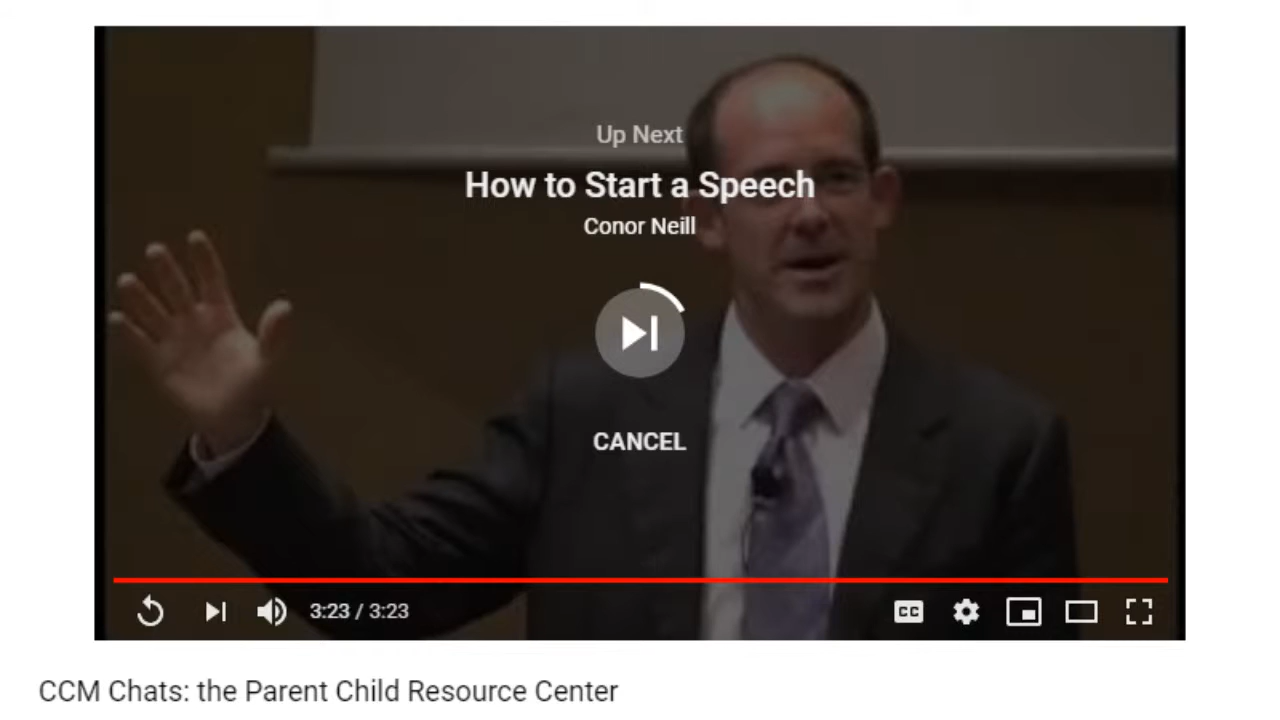 Up Next
How to Start a Speech
Conor Neill
CANCEL
3:23 / 3:23
CC
CCM Chats: the Parent Child Resource Center